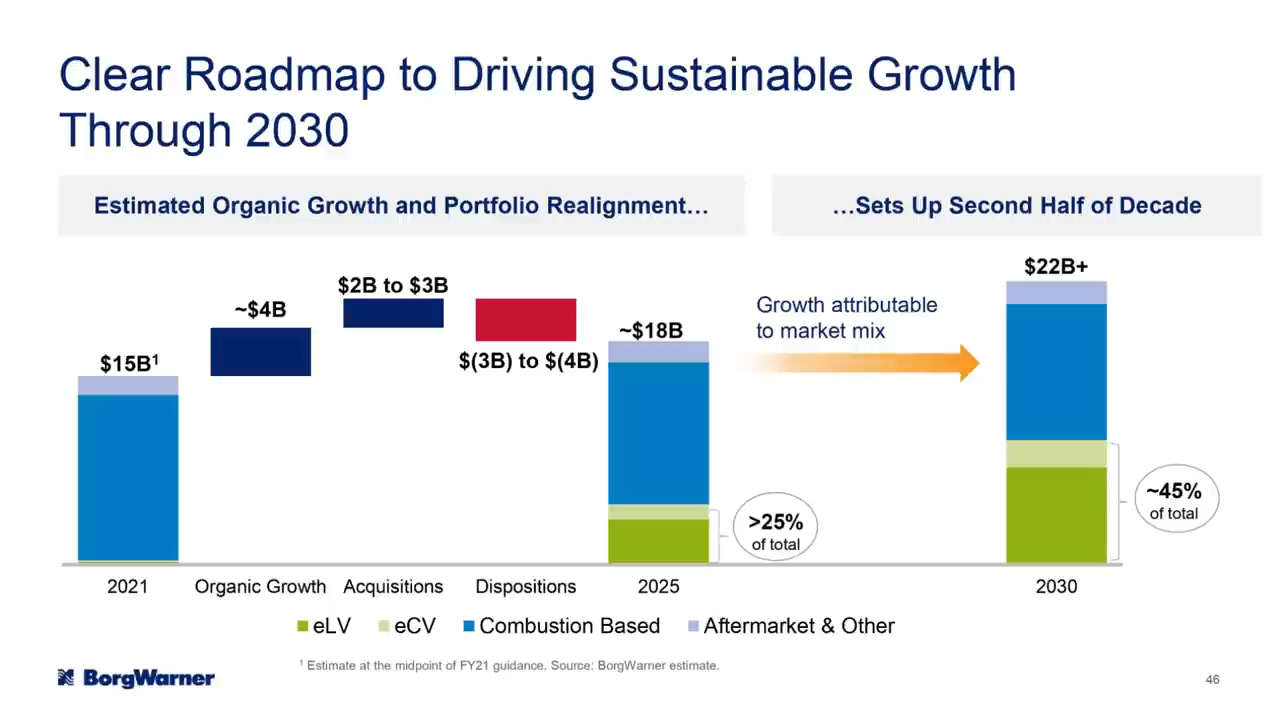 Clear Roadmap to Driving Sustainable Growth
Through 2030
Estimated Organic Growth and Portfolio Realignment…
…Sets Up Second Half of Decade
$15B¹
~$4B
$2B to $3B
$(3B) to $(4B)
~$18B
>25%
of total
Growth attributable
to market mix
$22B+
~45%
of total
2021
Organic Growth
Acquisitions
Dispositions
2025
2030
eLV
eCV
Combustion Based
Aftermarket & Other
¹ Estimate at the midpoint of FY21 guidance. Source: BorgWarner estimate.
BorgWarner
46